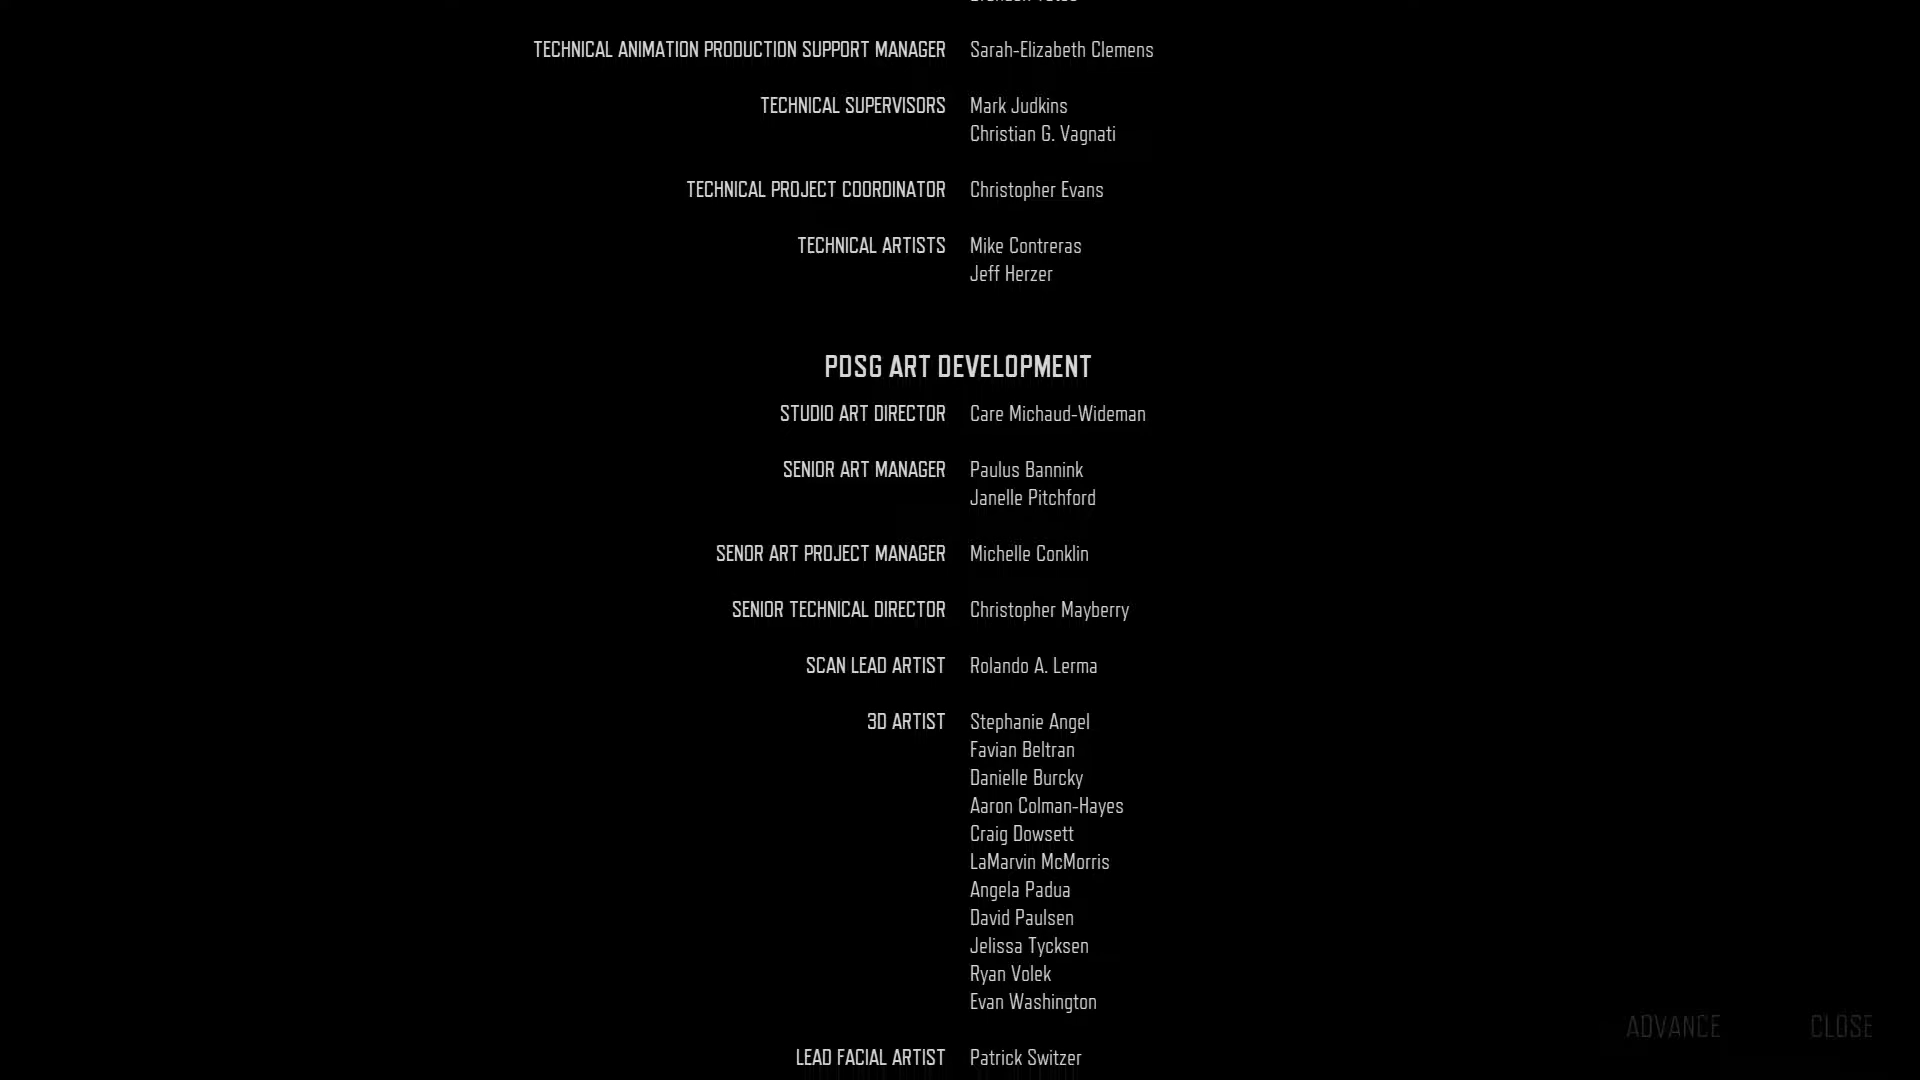 TECHNICAL ANIMATION PRODUCTION SUPPORT MANAGER Sarah-Elizabeth Clemens
TECHNICAL SUPERVISORS Mark Judkins
Christian G. Vagnati
TECHNICAL PROJECT COORDINATOR Christopher Evans
TECHNICAL ARTISTS Mike Contreras
Jeff Herzer
PDSG ART DEVELOPMENT
STUDIO ART DIRECTOR Care Michaud-Wideman
SENIOR ART MANAGER Paulus Bannink
Janelle Pitchford
SENOR ART PROJECT MANAGER Michelle Conklin
SENIOR TECHNICAL DIRECTOR Christopher Mayberry
SCAN LEAD ARTIST Rolando A. Lerma
3D ARTIST Stephanie Angel
Favian Beltran
Danielle Burcky
Aaron Colman-Hayes
Craig Dowsett
LaMarvin McMorris
Angela Padua
David Paulsen
Jelissa Tycksen
Ryan Volek
Evan Washington
ADVANCE CLOSE
LEAD FACIAL ARTIST Patrick Switzer